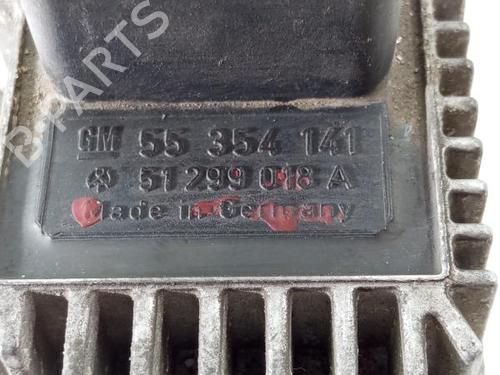 B-PARTS
GM 55 354 141
51 299 018 A
Made in Germany